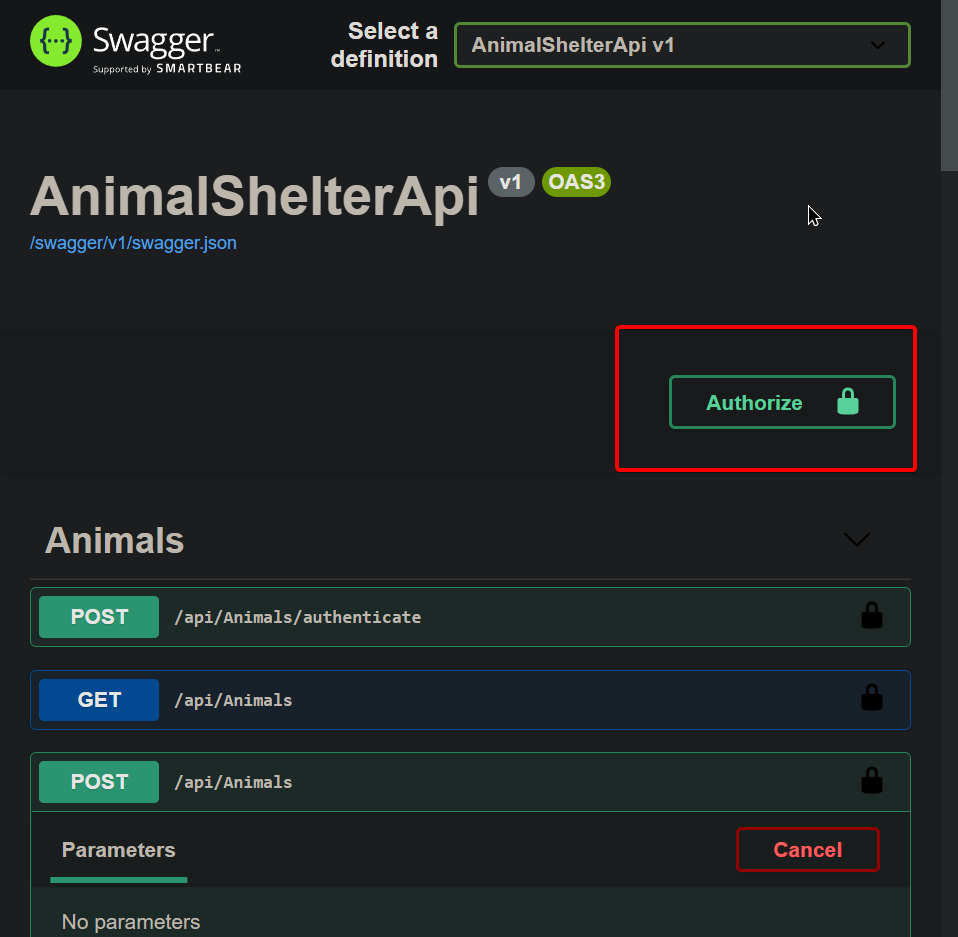 Swagger™
Supported by SMARTBEAR
Select a
definition
AnimalShelterApi v1
AnimalShelterApi v1 OAS3
/swagger/v1/swagger.json
Authorize
Animals
POST /api/Animals/authenticate
GET /api/Animals
POST /api/Animals
Parameters Cancel
No parameters